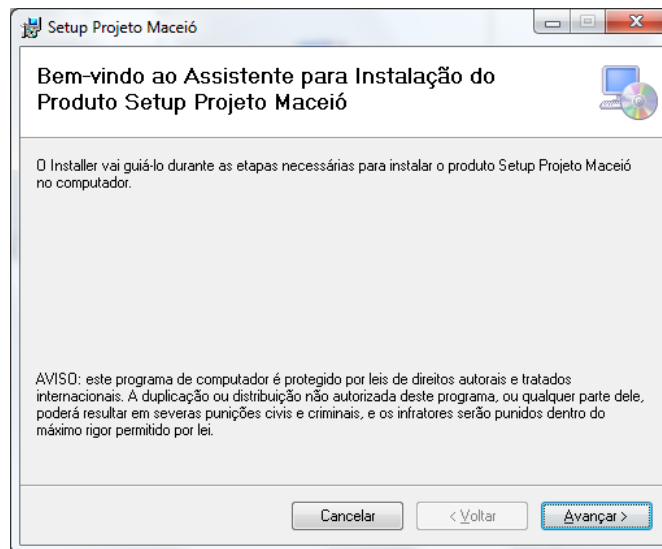 Setup Projeto Maceió
Bem-vindo ao Assistente para Instalação do
Produto Setup Projeto Maceió
O Installer vai guiá-lo durante as etapas necessárias para instalar o produto Setup Projeto Maceió
no computador.
AVISO: este programa de computador é protegido por leis de direitos autorais e tratados
internacionais. A duplicação ou distribuição não autorizada deste programa, ou qualquer parte dele,
poderá resultar em severas punições civis e criminais, e os infratores serão punidos dentro do
máximo rigor permitido por lei.
Cancelar < Voltar Avançar >